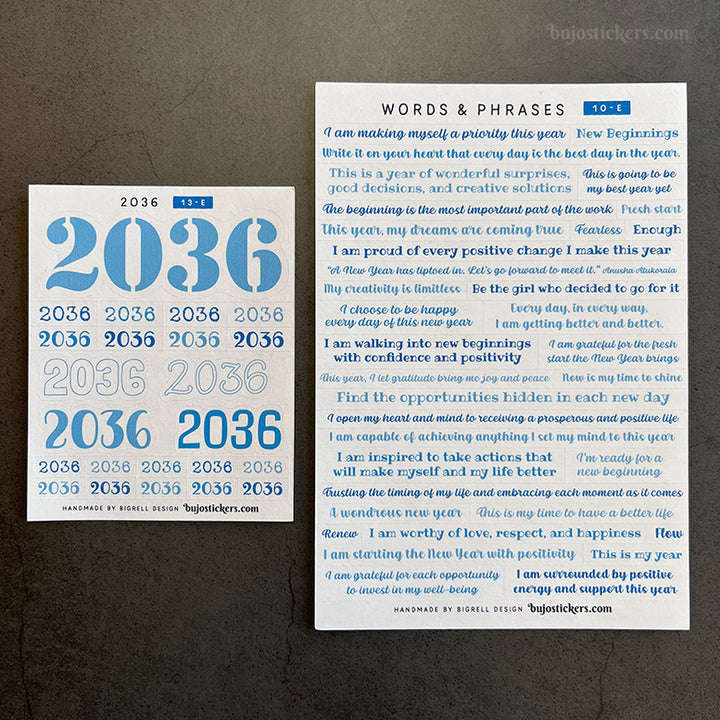 bujostickers.com
2036 13-E
2036
2036 2036 2036 2036
2036 2036 2036 2036
2036 2036
2036 2036
2036 2036 2036 2036 2036
2036 2036 2036 2036 2036
HANDMADE BY BIGRELL DESIGN bujostickers.com
WORDS & PHRASES 10-E
I am making myself a priority this year New Beginnings
Write it on your heart that every day is the best day in the year.
This is a year of wonderful surprises,
good decisions, and creative solutions
This is going to be
my best year yet
The beginning is the most important part of the work Fresh start
This year, my dreams are coming true Fearless Enough
I am proud of every positive change I make this year
"A New Year has tiptoed in. Let's go forward to meet it." Anusha Atukorala
My creativity is limitless Be the girl who decided to go for it
I choose to be happy
every day of this new year
Every day, in every way,
I am getting better and better.
I am walking into new beginnings
with confidence and positivity
I am grateful for the fresh
start the New Year brings
This year, I let gratitude bring me joy and peace Now is my time to shine
Find the opportunities hidden in each new day
I open my heart and mind to receiving a prosperous and positive life
I am capable of achieving anything I set my mind to this year
I am inspired to take actions that
will make myself and my life better
I'm ready for a
new beginning
Trusting the timing of my life and embracing each moment as it comes
A wondrous new year This is my time to have a better life
Renew I am worthy of love, respect, and happiness Flow
I am starting the New Year with positivity This is my year
I am grateful for each opportunity
to invest in my well-being
I am surrounded by positive
energy and support this year
HANDMADE BY BIGRELL DESIGN bujostickers.com